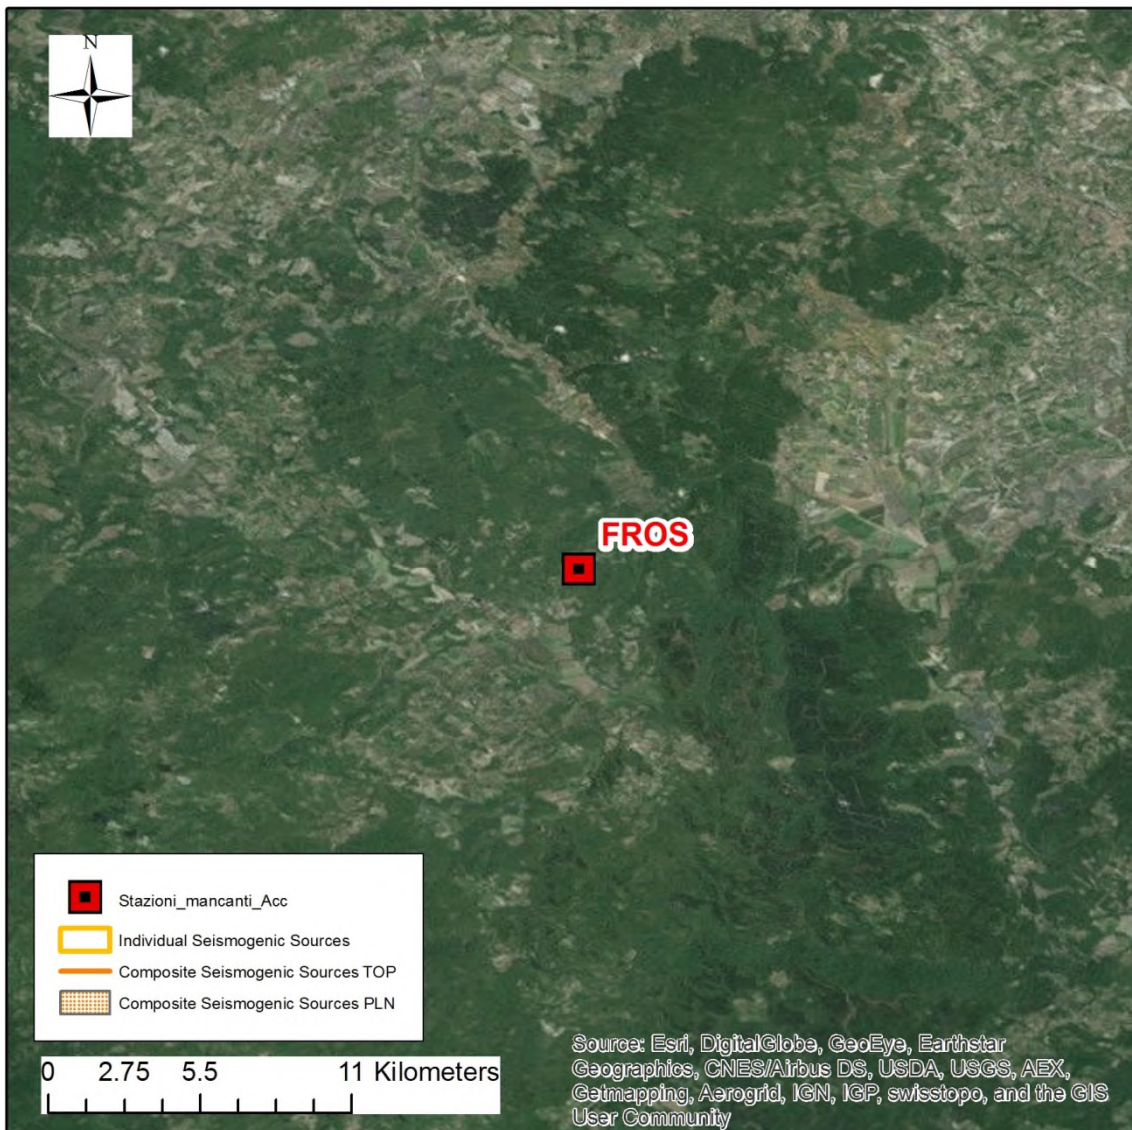 N
FROS
Stazioni_mancanti_Acc
Individual Seismogenic Sources
Composite Seismogenic Sources TOP
Composite Seismogenic Sources PLN
0 2.75 5.5 11 Kilometers
Source: Esri, DigitalGlobe, GeoEye, Earthstar
Geographics, CNES/Airbus DS, USDA, USGS, AEX,
Getmapping, Aerogrid, IGN, IGP, swisstopo, and the GIS
User Community